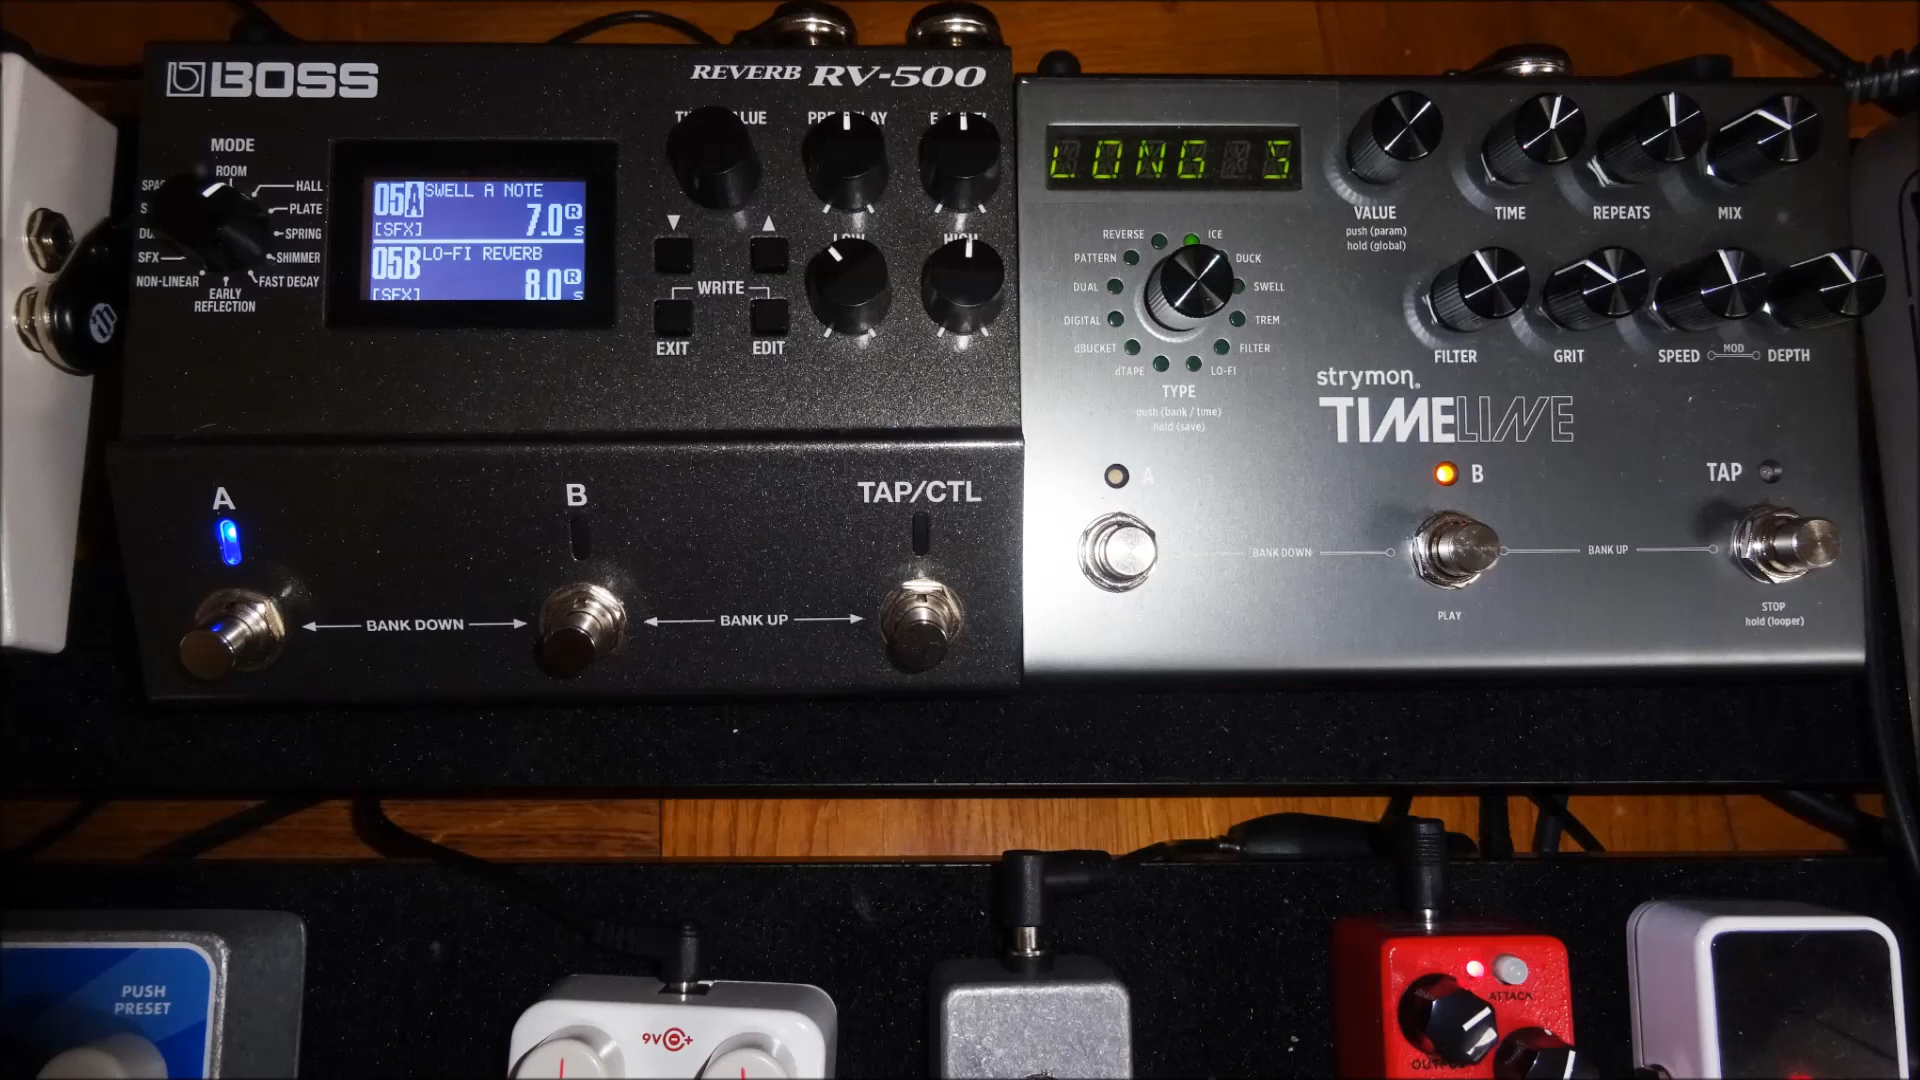 BOSS
REVERB RV-500
MODE
ROOM
HALL
PLATE
SPRING
SHIMMER
FAST DECAY
EARLY
REFLECTION
NON-LINEAR
SFX
05A SWELL A NOTE
7.0 R s
[SFX]
05B LO-FI REVERB
8.0 R s
[SFX]
WRITE
EXIT
EDIT
A
B
TAP/CTL
BANK DOWN
BANK UP
LONG S
VALUE
push (param)
hold (global)
TIME
REPEATS
MIX
FILTER
GRIT
SPEED
MOD
DEPTH
REVERSE
ICE
PATTERN
DUCK
DUAL
SWELL
DIGITAL
TREM
dBUCKET
FILTER
dTAPE
LO-FI
TYPE
push (bank / time)
hold (save)
strymon.
TIMELINE
A
B
TAP
BANK DOWN
BANK UP
PLAY
STOP
hold (looper)
PUSH
PRESET
9V
ATTACK